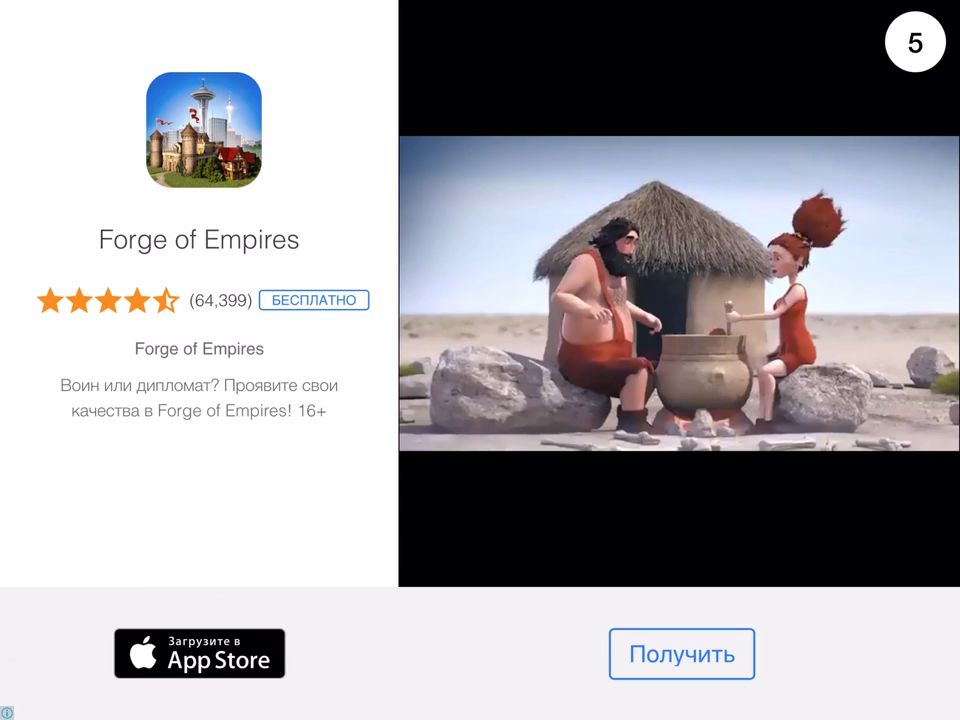 5
Forge of Empires
(64,399) БЕСПЛАТНО
Forge of Empires
Воин или дипломат? Проявите свои
качества в Forge of Empires! 16+
Загрузите в
App Store
Получить